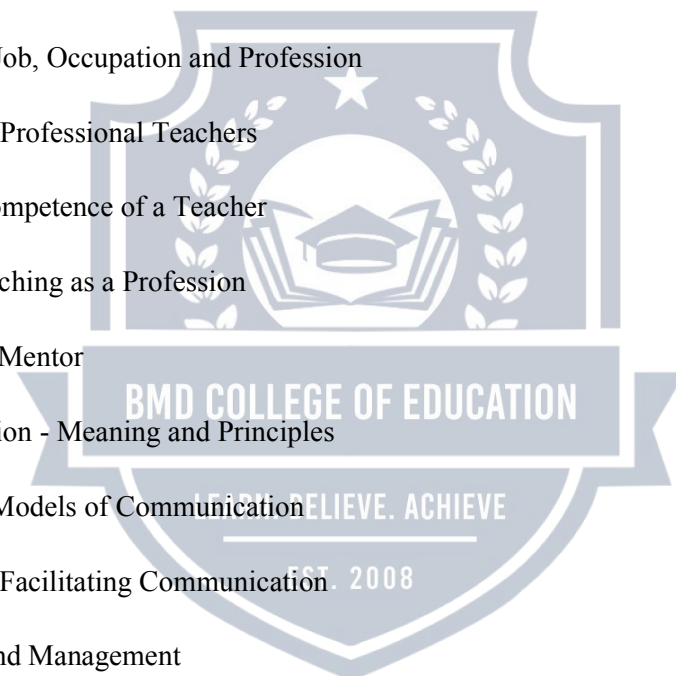 Job, Occupation and Profession
Professional Teachers
ompetence of a Teacher
ching as a Profession
Mentor
BMD COLLEGE OF EDUCATION
ion - Meaning and Principles
Models of Communication
LEARN. BELIEVE. ACHIEVE
Facilitating Communication
EST. 2008
nd Management